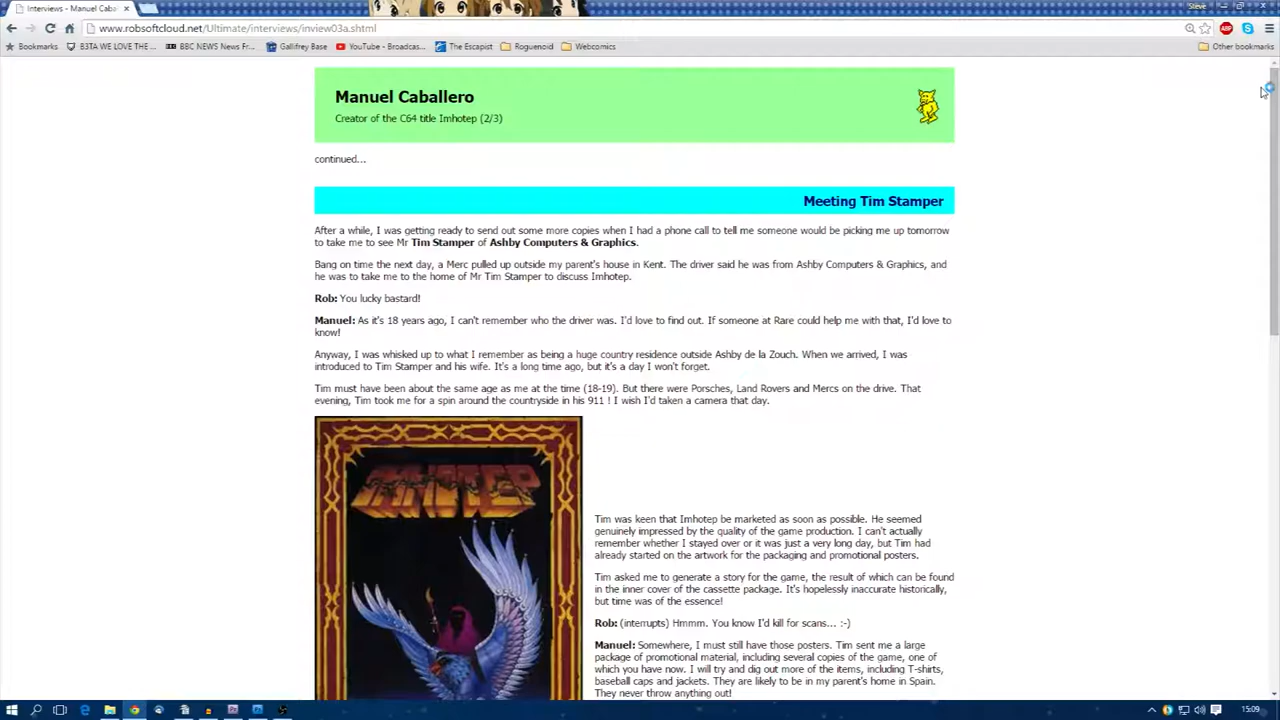 Interviews - Manuel Cabal
Steve
www.robsoftcloud.net/Ultimate/interviews/inview03a.shtml
Bookmarks
B3TA WE LOVE THE ...
BBC NEWS News Fr...
Gallifrey Base
YouTube - Broadcas...
The Escapist
Roguenoid
Webcomics
Other bookmarks
Manuel Caballero
Creator of the C64 title Imhotep (2/3)
continued...
Meeting Tim Stamper
After a while, I was getting ready to send out some more copies when I had a phone call to tell me someone would be picking me up tomorrow
to take me to see Mr Tim Stamper of Ashby Computers & Graphics.
Bang on time the next day, a Merc pulled up outside my parent's house in Kent. The driver said he was from Ashby Computers & Graphics, and
he was to take me to the home of Mr Tim Stamper to discuss Imhotep.
Rob: You lucky bastard!
Manuel: As it's 18 years ago, I can't remember who the driver was. I'd love to find out. If someone at Rare could help me with that, I'd love to
know!
Anyway, I was whisked up to what I remember as being a huge country residence outside Ashby de la Zouch. When we arrived, I was
introduced to Tim Stamper and his wife. It's a long time ago, but it's a day I won't forget.
Tim must have been about the same age as me at the time (18-19). But there were Porsches, Land Rovers and Mercs on the drive. That
evening, Tim took me for a spin around the countryside in his 911 ! I wish I'd taken a camera that day.
IMHOTEP
Tim was keen that Imhotep be marketed as soon as possible. He seemed
genuinely impressed by the quality of the game production. I can't actually
remember whether I stayed over or it was just a very long day, but Tim had
already started on the artwork for the packaging and promotional posters.
Tim asked me to generate a story for the game, the result of which can be found
in the inner cover of the cassette package. It's hopelessly inaccurate historically,
but time was of the essence!
Rob: (interrupts) Hmmm. You know I'd kill for scans... :-)
Manuel: Somewhere, I must still have those posters. Tim sent me a large
package of promotional material, including several copies of the game, one of
which you have now. I will try and dig out more of the items, including T-shirts,
baseball caps and jackets. They are likely to be in my parent's home in Spain.
They never throw anything out!
15:09